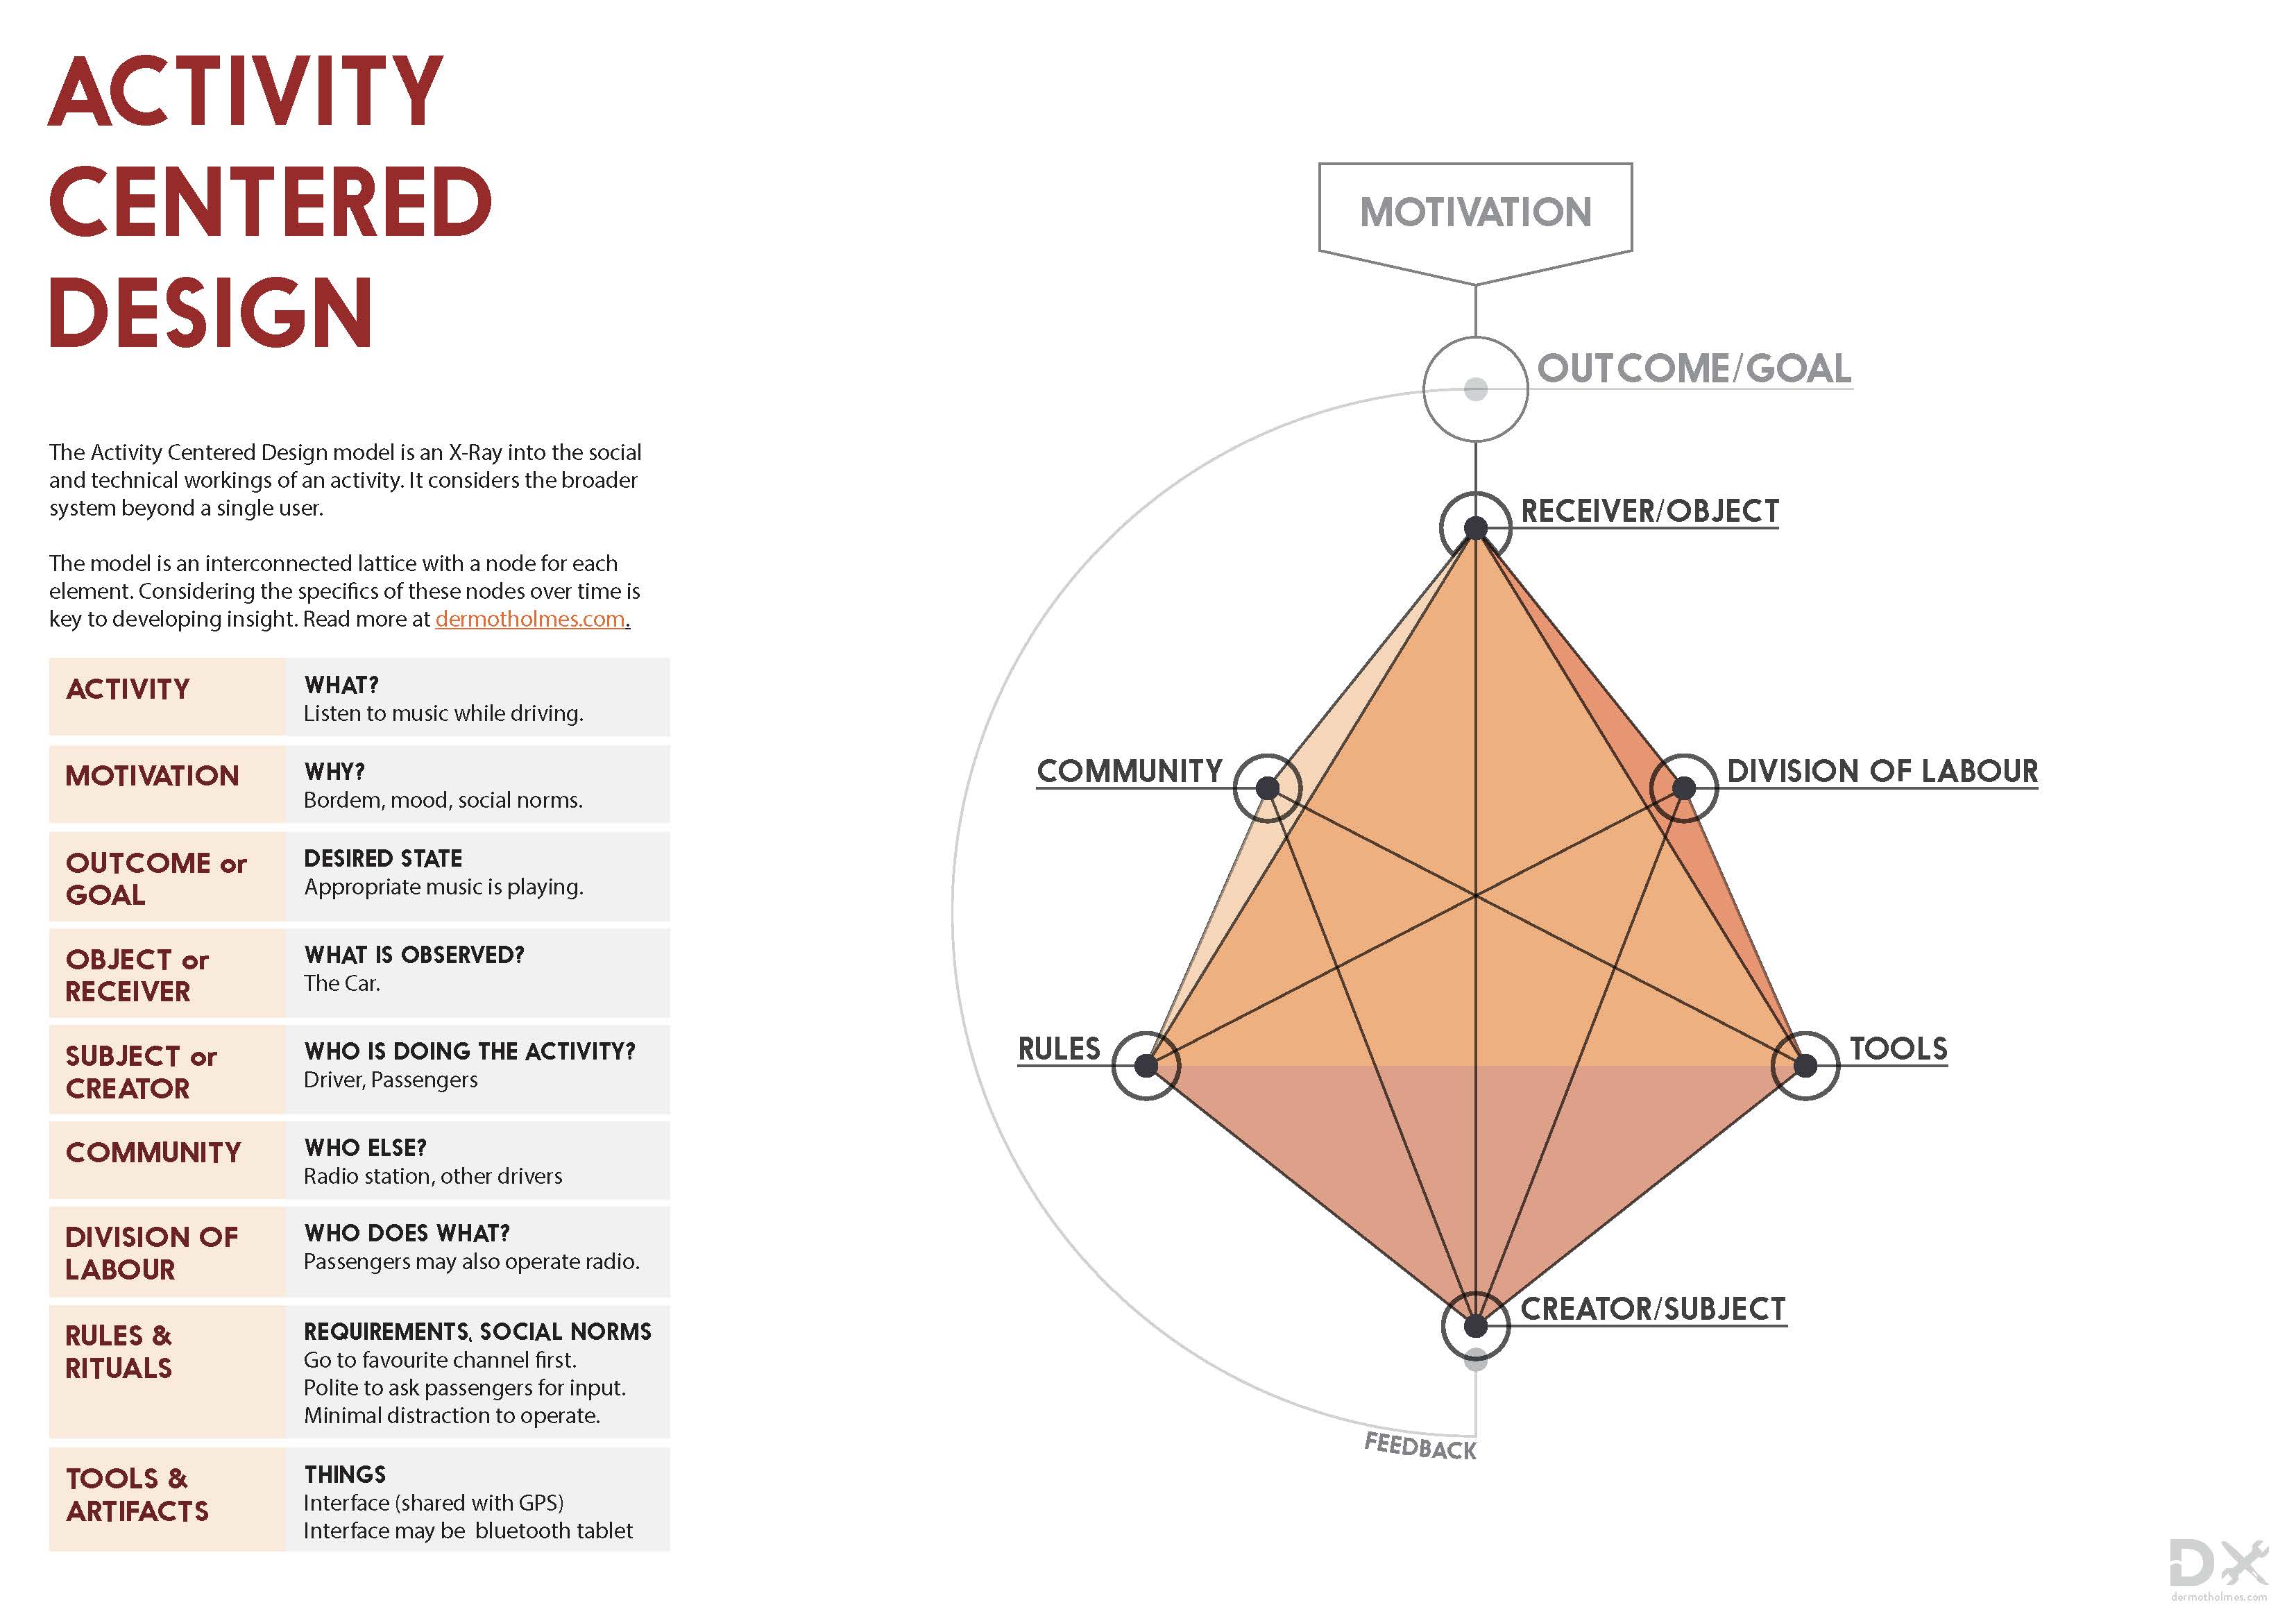 ACTIVITY
CENTERED
DESIGN
The Activity Centered Design model is an X-Ray into the social
and technical workings of an activity. It considers the broader
system beyond a single user.
The model is an interconnected lattice with a node for each
element. Considering the specifics of these nodes over time is
key to developing insight. Read more at dermotholmes.com.
ACTIVITY
WHAT?
Listen to music while driving.
MOTIVATION
WHY?
Bordem, mood, social norms.
OUTCOME or
GOAL
DESIRED STATE
Appropriate music is playing.
OBJECT or
RECEIVER
WHAT IS OBSERVED?
The Car.
SUBJECT or
CREATOR
WHO IS DOING THE ACTIVITY?
Driver, Passengers
COMMUNITY
WHO ELSE?
Radio station, other drivers
DIVISION OF
LABOUR
WHO DOES WHAT?
Passengers may also operate radio.
RULES &
RITUALS
REQUIREMENTS, SOCIAL NORMS
Go to favourite channel first.
Polite to ask passengers for input.
Minimal distraction to operate.
TOOLS &
ARTIFACTS
THINGS
Interface (shared with GPS)
Interface may be  bluetooth tablet
MOTIVATION
OUTCOME/GOAL
RECEIVER/OBJECT
COMMUNITY
DIVISION OF LABOUR
RULES
TOOLS
CREATOR/SUBJECT
FEEDBACK
DX
dermotholmes.com